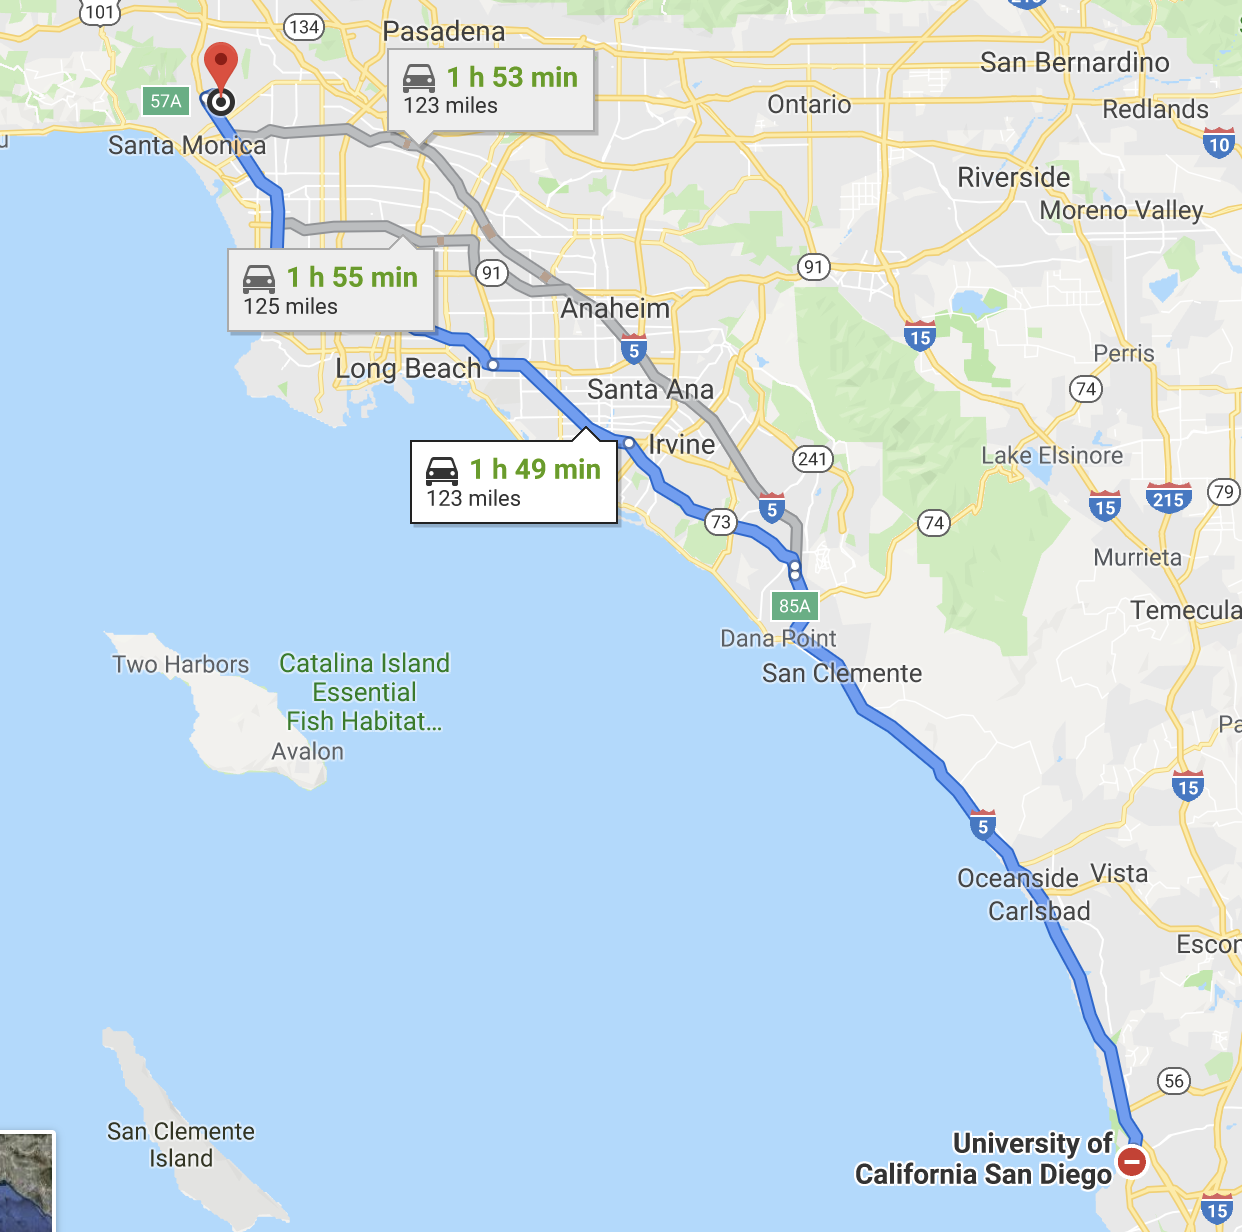 101
134
Pasadena
1 h 53 min
123 miles
San Bernardino
57A
Ontario
Redlands
10
Santa Monica
Riverside
Moreno Valley
1 h 55 min
125 miles
91
91
Anaheim
15
5
Perris
Long Beach
Santa Ana
74
Irvine
241
Lake Elsinore
1 h 49 min
123 miles
73
5
74
15
215
79
Murrieta
85A
Temecula
Dana Point
San Clemente
Two Harbors
Catalina Island
Essential
Fish Habitat...
Avalon
15
5
Oceanside
Vista
Carlsbad
56
San Clemente
Island
University of
California San Diego
15